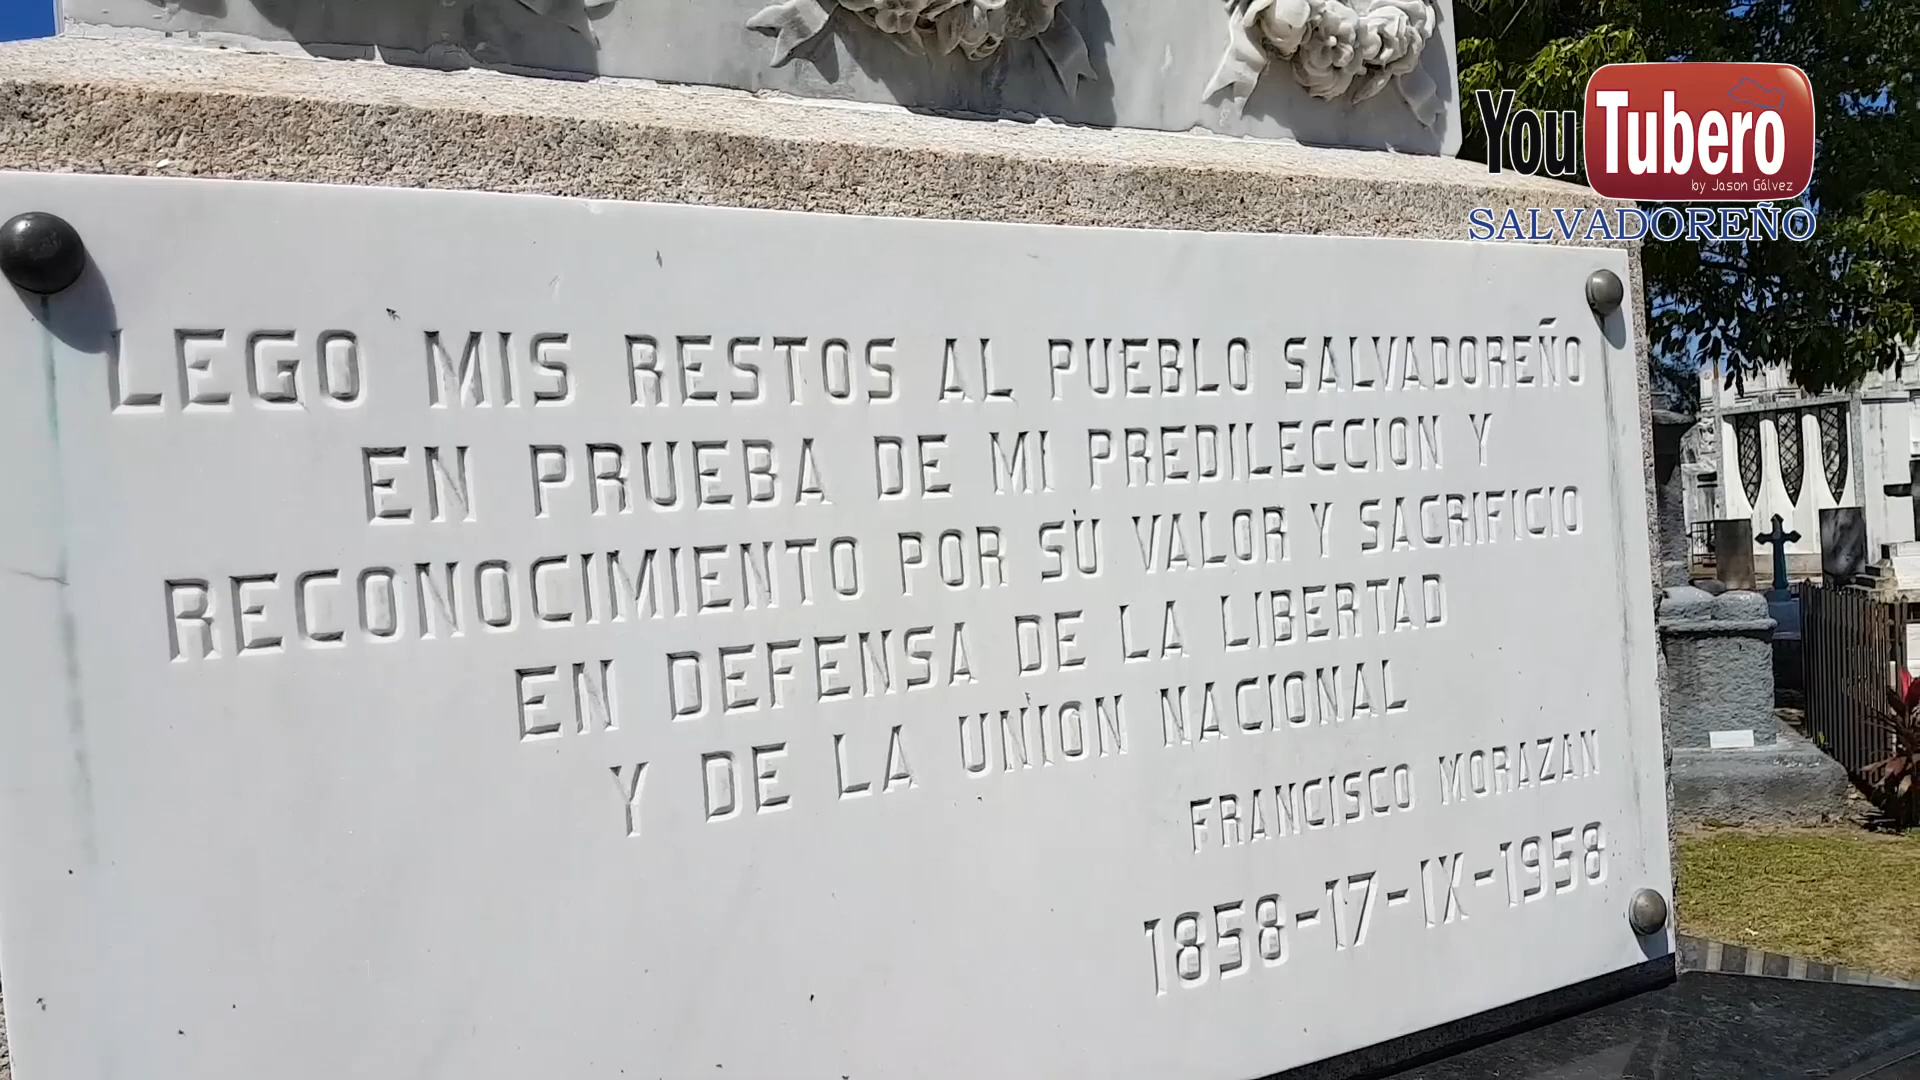 YouTubero
by Jason Gálvez
SALVADOREÑO
LEGO MIS RESTOS AL PUEBLO SALVADOREÑO
EN PRUEBA DE MI PREDILECCION Y
RECONOCIMIENTO POR SU VALOR Y SACRIFICIO
EN DEFENSA DE LA LIBERTAD
Y DE LA UNION NACIONAL
FRANCISCO MORAZAN
1858-17-IX-1958